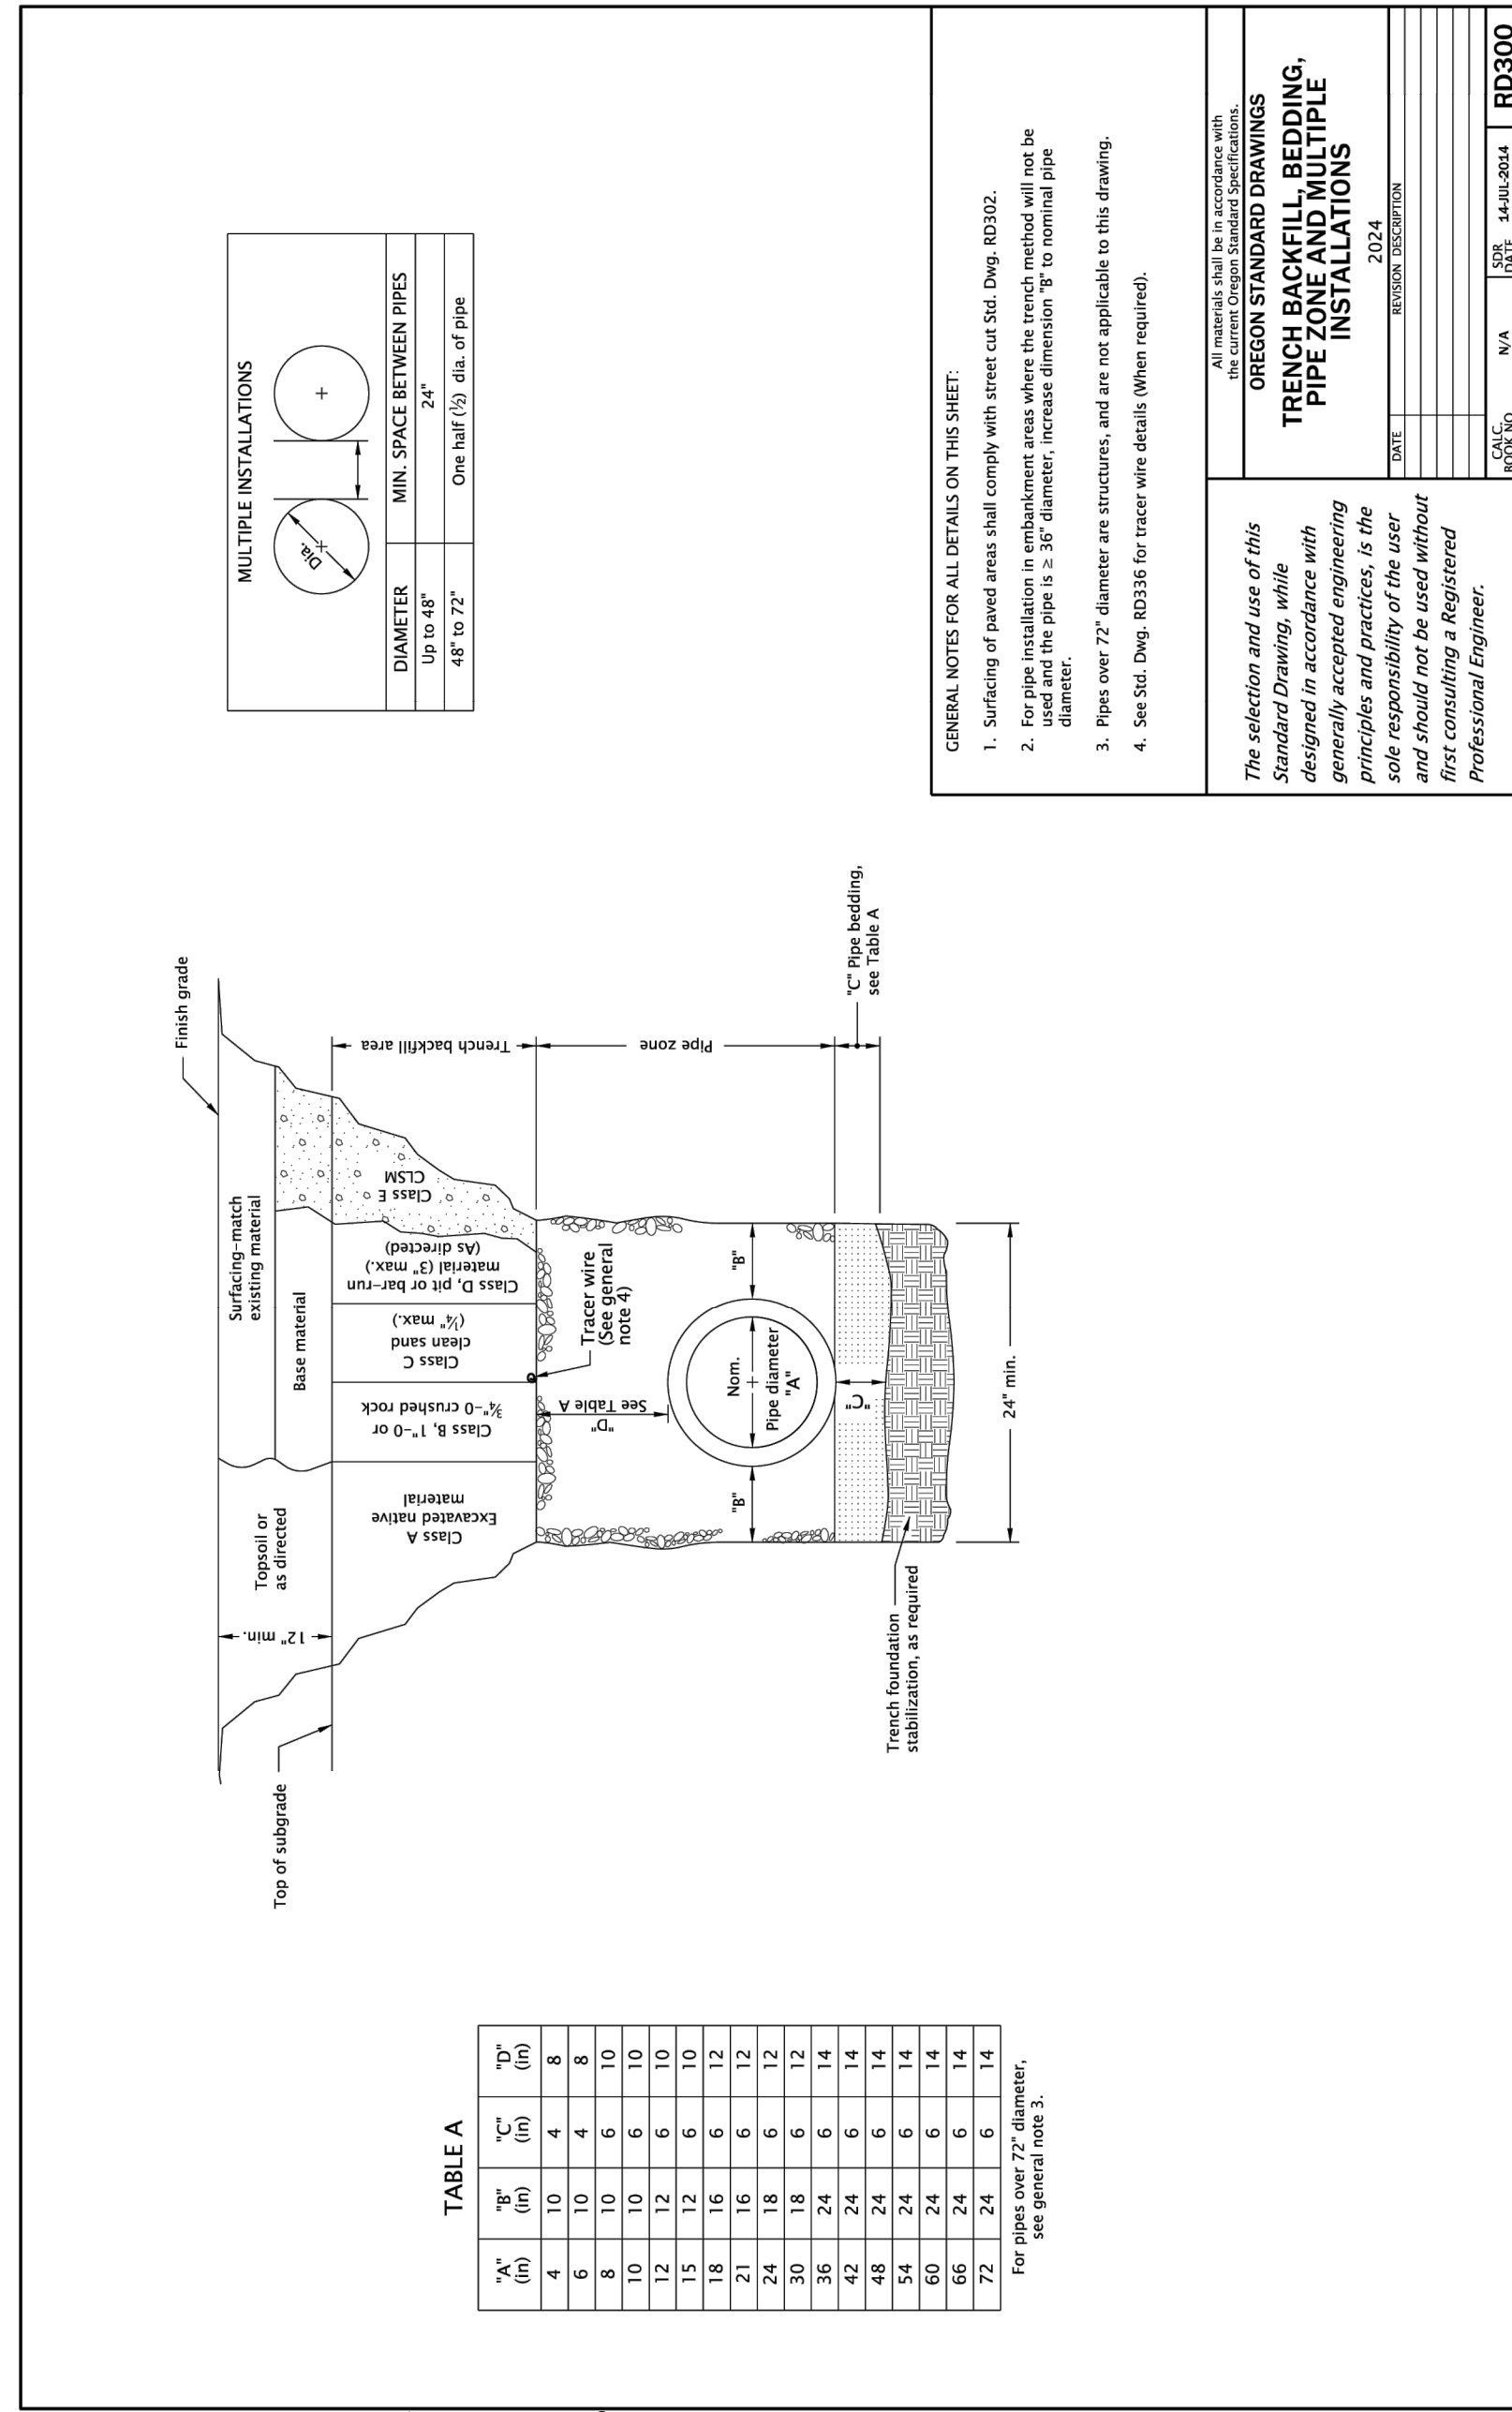 MULTIPLE INSTALLATIONS
Dia.
DIAMETER MIN. SPACE BETWEEN PIPES
Up to 48" 24"
48" to 72" One half (½) dia. of pipe
Finish grade
Surfacing-match
existing material
Base material
Topsoil or
as directed
12" min.
Top of subgrade
Trench backfill area
Class A
Excavated native
material
Class B, 1"-0 or
¾"-0 crushed rock
Class C
clean sand
(¼" max.)
Class D, pit or bar-run
material (3" max.)
(As directed)
Class E
CLSM
Tracer wire
(See general
note 4)
Pipe zone
"D"
See Table A
"B"
Nom.
Pipe diameter
"A"
"B"
"C"
"C" Pipe bedding,
see Table A
Trench foundation
stabilization, as required
24" min.
TABLE A
"A" "B" "C" "D"
(in) (in) (in) (in)
4 10 4 8
6 10 4 8
8 10 6 10
10 10 6 10
12 12 6 10
15 12 6 10
18 16 6 12
21 16 6 12
24 18 6 12
30 18 6 12
36 24 6 14
42 24 6 14
48 24 6 14
54 24 6 14
60 24 6 14
66 24 6 14
72 24 6 14
For pipes over 72" diameter,
see general note 3.
GENERAL NOTES FOR ALL DETAILS ON THIS SHEET:
1. Surfacing of paved areas shall comply with street cut Std. Dwg. RD302.
2. For pipe installation in embankment areas where the trench method will not be
used and the pipe is ≥ 36" diameter, increase dimension "B" to nominal pipe
diameter.
3. Pipes over 72" diameter are structures, and are not applicable to this drawing.
4. See Std. Dwg. RD336 for tracer wire details (When required).
The selection and use of this
Standard Drawing, while
designed in accordance with
generally accepted engineering
principles and practices, is the
sole responsibility of the user
and should not be used without
first consulting a Registered
Professional Engineer.
All materials shall be in accordance with
the current Oregon Standard Specifications.
OREGON STANDARD DRAWINGS
TRENCH BACKFILL, BEDDING,
PIPE ZONE AND MULTIPLE
INSTALLATIONS
2024
DATE REVISION DESCRIPTION
CALC.
BOOK NO N/A
SDR
DATE 14-JUL-2014
RD300